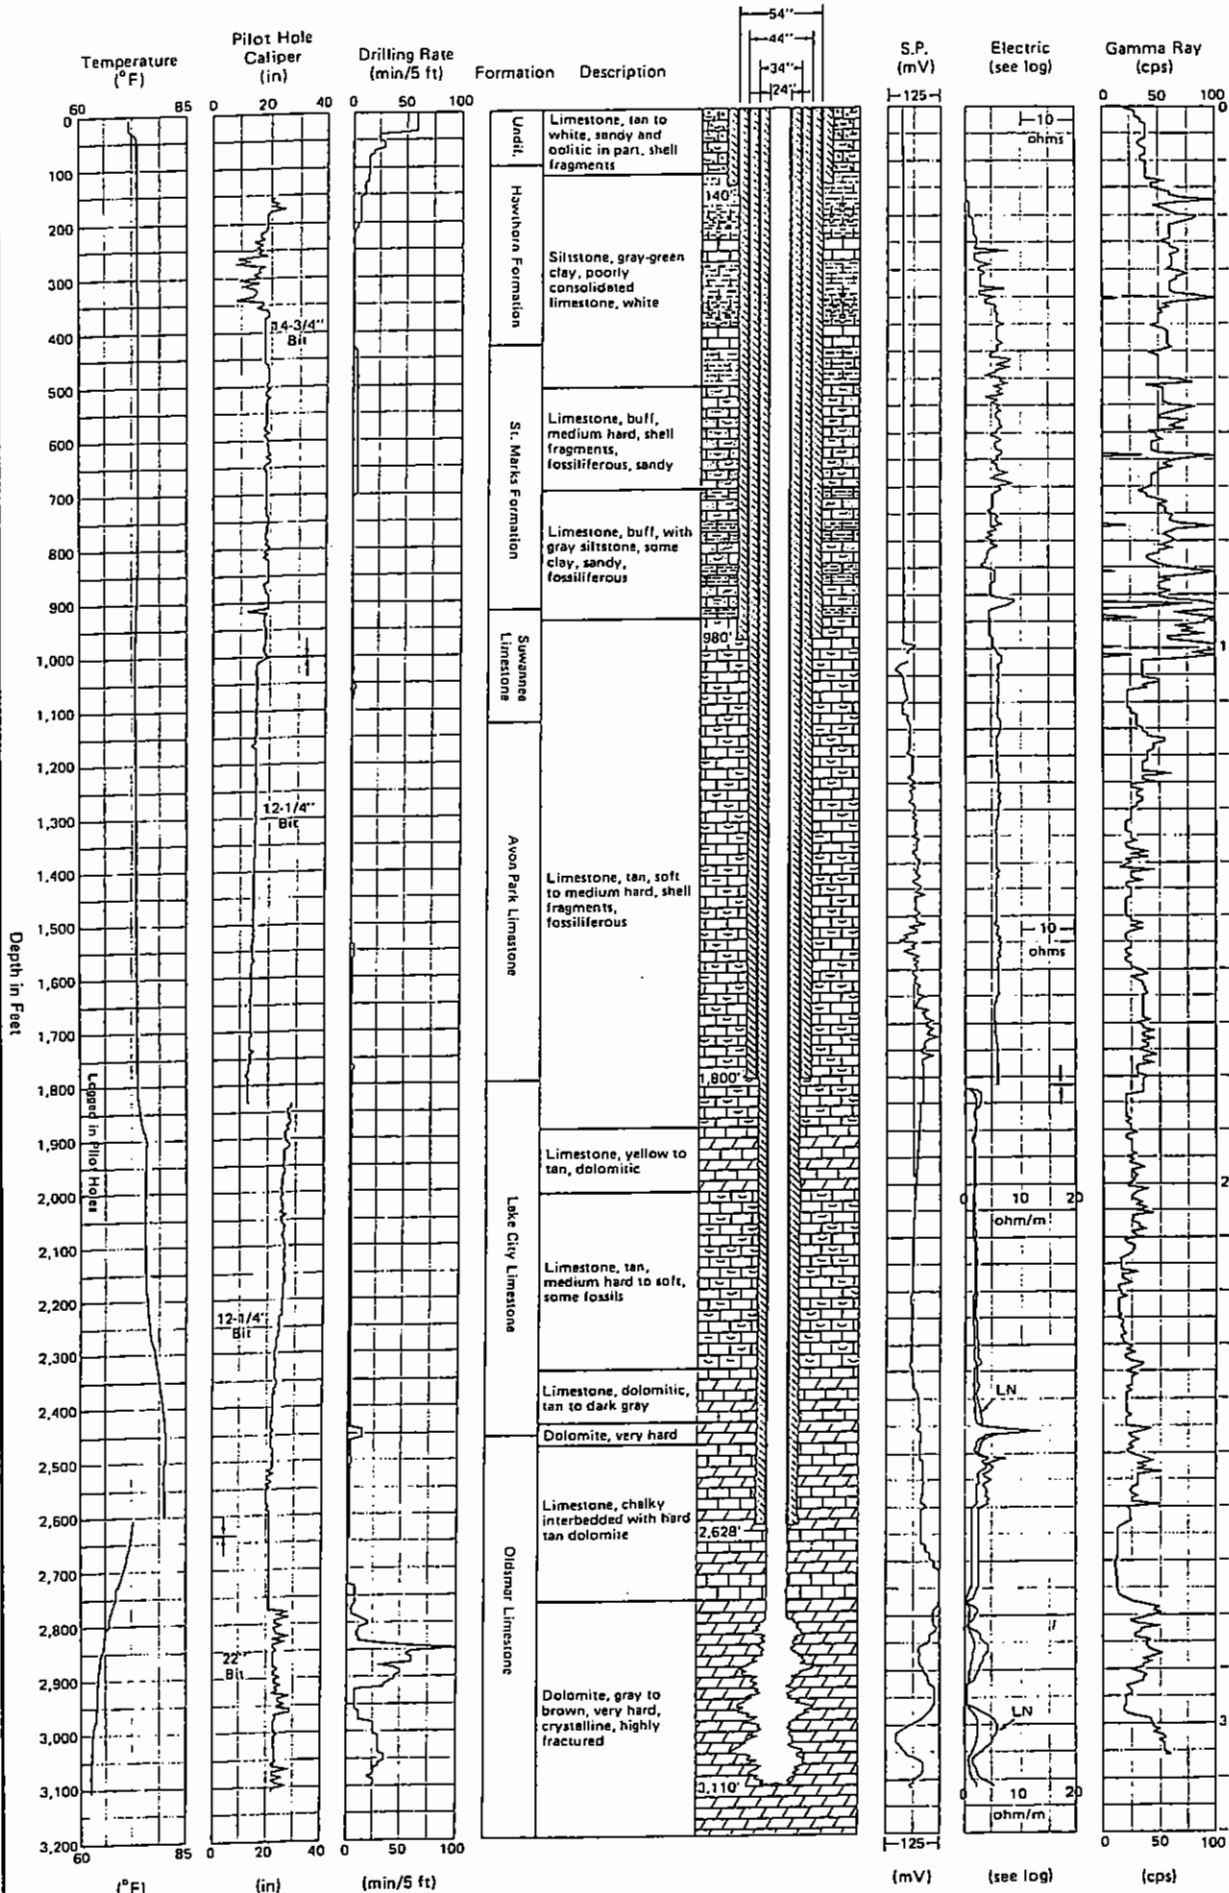 54"
44"
34"
24"
Temperature
(°F)
Pilot Hole
Caliper
(in)
Drilling Rate
(min/5 ft)
Formation
Description
S.P.
(mV)
Electric
(see log)
Gamma Ray
(cps)
60 85
0 20 40
0 50 100
125
0 50 100
0
100
200
300
400
500
600
700
800
900
1,000
1,100
1,200
1,300
1,400
1,500
1,600
1,700
1,800
1,900
2,000
2,100
2,200
2,300
2,400
2,500
2,600
2,700
2,800
2,900
3,000
3,100
3,200
Depth in Feet
Logged in Pilot Holes
14-3/4"
Bit
12-1/4"
Bit
12-1/4"
Bit
22"
Bit
Undif.
Hawthorn Formation
St. Marks Formation
Suwannee
Limestone
Avon Park Limestone
Lake City Limestone
Oldsmar Limestone
Limestone, tan to
white, sandy and
oolitic in part, shell
fragments
Siltstone, gray-green
clay, poorly
consolidated
limestone, white
Limestone, buff,
medium hard, shell
fragments,
fossiliferous, sandy
Limestone, buff, with
gray siltstone, some
clay, sandy,
fossiliferous
Limestone, tan, soft
to medium hard, shell
fragments,
fossiliferous
Limestone, yellow to
tan, dolomitic
Limestone, tan,
medium hard to soft,
some fossils
Limestone, dolomitic,
tan to dark gray
Dolomite, very hard
Limestone, chalky
interbedded with hard
tan dolomite
Dolomite, gray to
brown, very hard,
crystalline, highly
fractured
140'
980'
1,800'
2,628'
3,110'
10
ohms
10
ohms
0 10 20
ohm/m
LN
LN
0 10 20
ohm/m
1
2
3
60 85
0 20 40
0 50 100
125
0 50 100
(°F)
(in)
(min/5 ft)
(mV)
(see log)
(cps)